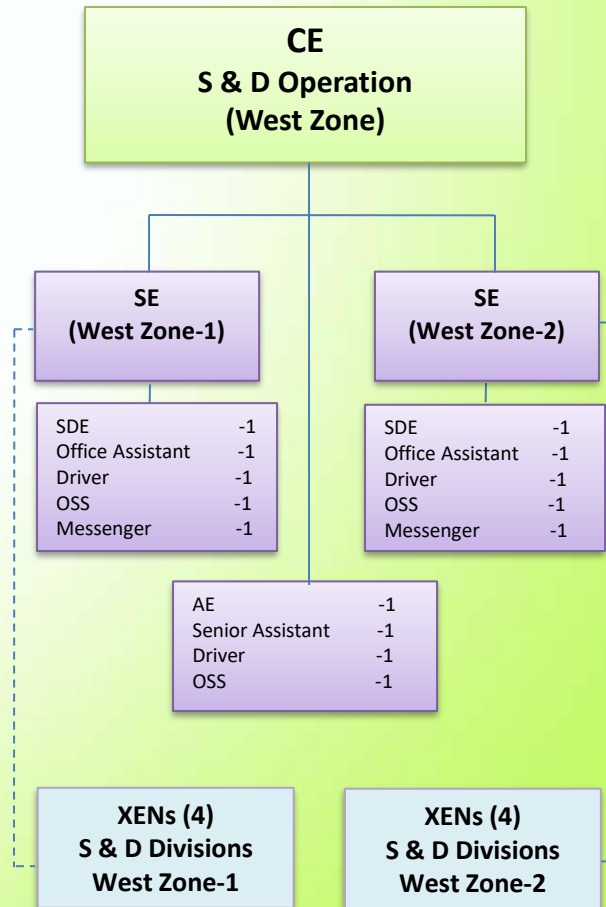 CE
S & D Operation
(West Zone)
SE
(West Zone-1)
SE
(West Zone-2)
SDE -1
Office Assistant -1
Driver -1
OSS -1
Messenger -1
SDE -1
Office Assistant -1
Driver -1
OSS -1
Messenger -1
AE -1
Senior Assistant -1
Driver -1
OSS -1
XENs (4)
S & D Divisions
West Zone-1
XENs (4)
S & D Divisions
West Zone-2